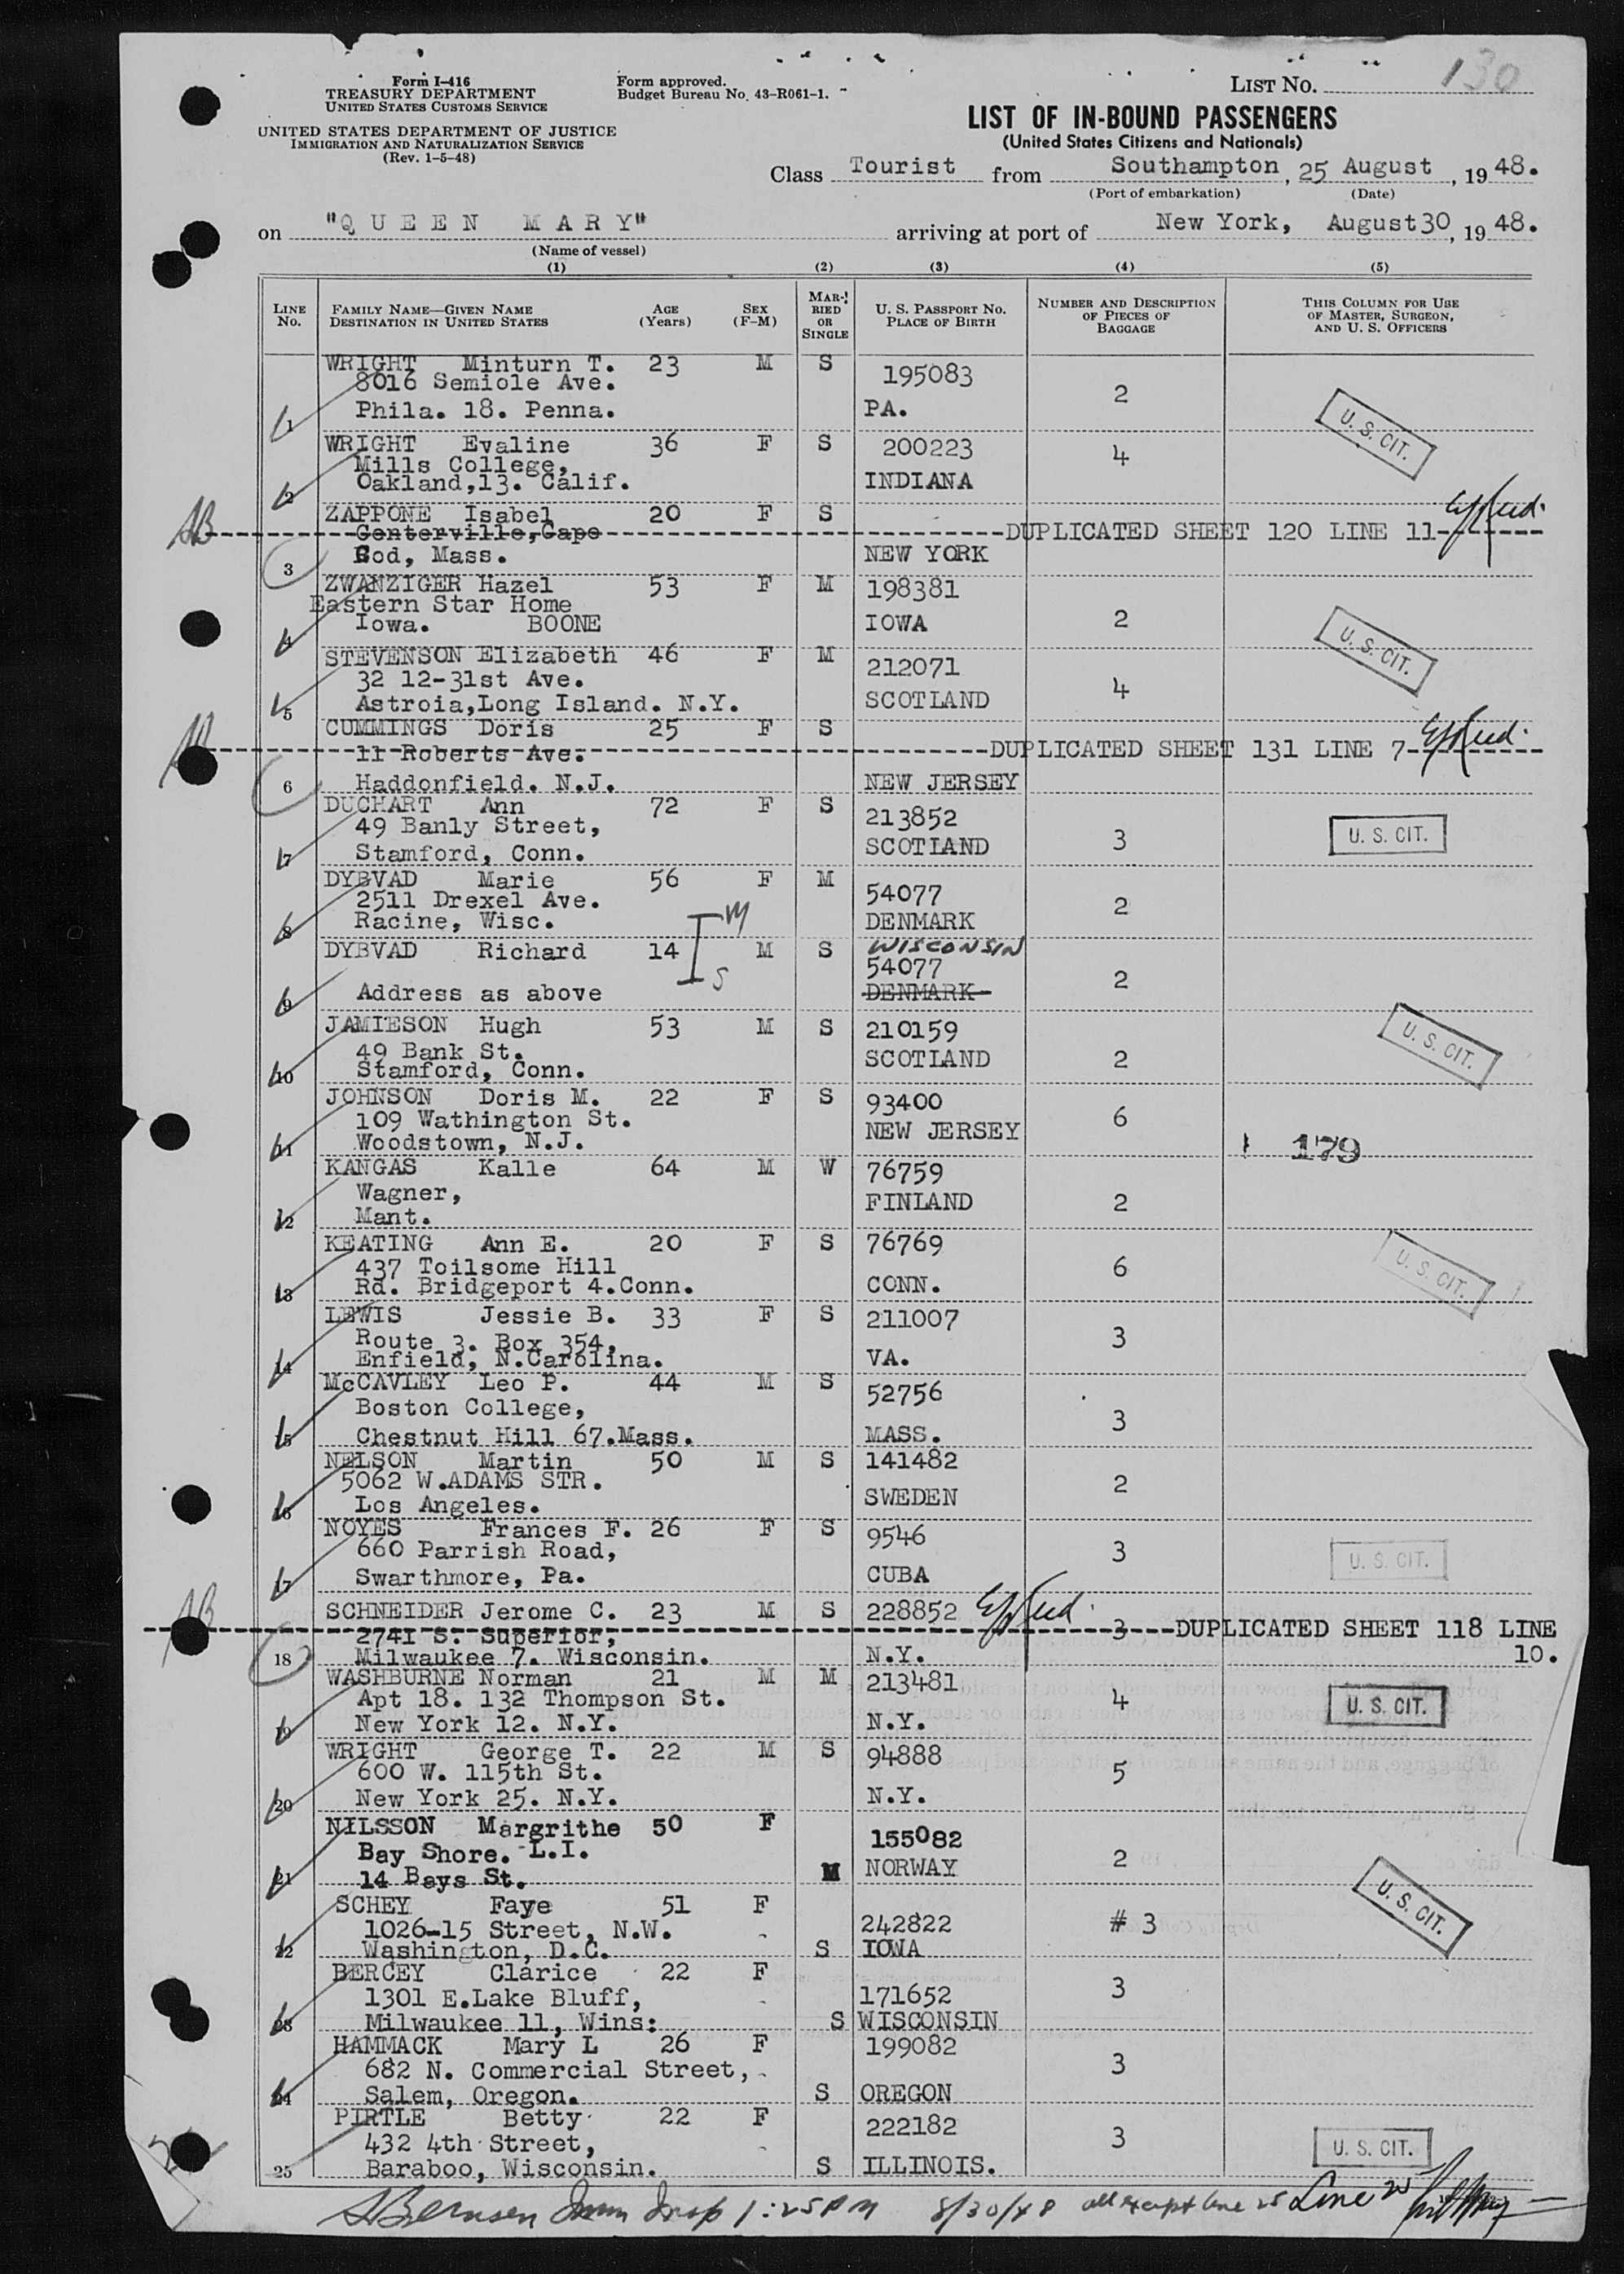 Form I-416
TREASURY DEPARTMENT
UNITED STATES CUSTOMS SERVICE
UNITED STATES DEPARTMENT OF JUSTICE
IMMIGRATION AND NATURALIZATION SERVICE
(Rev. 1-5-48)
Form approved.
Budget Bureau No. 43-R061-1.
LIST NO. 130
LIST OF IN-BOUND PASSENGERS
(United States Citizens and Nationals)
Class Tourist from Southampton, 25 August, 1948.
(Port of embarkation) (Date)
on "QUEEN MARY" arriving at port of New York, August 30, 1948.
(Name of vessel)
(1) (2) (3) (4) (5)
LINE NO. FAMILY NAME—GIVEN NAME DESTINATION IN UNITED STATES AGE (Years) SEX (F-M) MARRIED OR SINGLE U. S. PASSPORT NO. PLACE OF BIRTH NUMBER AND DESCRIPTION OF PIECES OF BAGGAGE THIS COLUMN FOR USE OF MASTER, SURGEON, AND U. S. OFFICERS
WRIGHT Minturn T. 23 M S 195083
8016 Semiole Ave. 2
1 Phila. 18. Penna. PA.
U. S. CIT.
WRIGHT Evaline 36 F S 200223
Mills College, 4
2 Oakland,13. Calif. INDIANA
ZAPPONE Isabel 20 F S
Centerville,Cape DUPLICATED SHEET 120 LINE 11
3 Cod, Mass. NEW YORK
ZWANZIGER Hazel 53 F M 198381
Eastern Star Home 2
4 Iowa. BOONE IOWA
U. S. CIT.
STEVENSON Elizabeth 46 F M 212071
32 12-31st Ave. 4
5 Astroia,Long Island. N.Y. SCOTLAND
CUMMINGS Doris 25 F S
11 Roberts Ave. DUPLICATED SHEET 131 LINE 7
6 Haddonfield. N.J. NEW JERSEY
DUCHART Ann 72 F S 213852
49 Banly Street, 3 U. S. CIT.
7 Stamford, Conn. SCOTLAND
DYBVAD Marie 56 F M 54077
2511 Drexel Ave. 2
8 Racine, Wisc. DENMARK
M
DYBVAD Richard 14 M S WISCONSIN
S 54077 2
9 Address as above DENMARK
JAMIESON Hugh 53 M S 210159
49 Bank St. SCOTLAND 2 U. S. CIT.
10 Stamford, Conn.
JOHNSON Doris M. 22 F S 93400
109 Wathington St. 6
11 Woodstown, N.J. NEW JERSEY 179
KANGAS Kalle 64 M W 76759
Wagner, FINLAND 2
12 Mant.
KEATING Ann E. 20 F S 76769
437 Toilsome Hill 6 U. S. CIT.
13 Rd. Bridgeport 4.Conn. CONN.
LEWIS Jessie B. 33 F S 211007
Route 3. Box 354, 3
14 Enfield, N.Carolina. VA.
McCAVLEY Leo P. 44 M S 52756
Boston College, 3
15 Chestnut Hill 67.Mass. MASS.
NELSON Martin 50 M S 141482
5062 W.ADAMS STR. 2
16 Los Angeles. SWEDEN
NOYES Frances F. 26 F S 9546
660 Parrish Road, 3 U. S. CIT.
17 Swarthmore, Pa. CUBA
SCHNEIDER Jerome C. 23 M S 228852
2741 S. Superior, 3 DUPLICATED SHEET 118 LINE
18 Milwaukee 7. Wisconsin. N.Y. 10.
WASHBURNE Norman 21 M M 213481
Apt 18. 132 Thompson St. 4 U. S. CIT.
19 New York 12. N.Y. N.Y.
WRIGHT George T. 22 M S 94888
600 W. 115th St. 5
20 New York 25. N.Y. N.Y.
NILSSON Margrithe 50 F 155082
Bay Shore. L.I. 2
21 14 Bays St. M NORWAY
U. S. CIT.
SCHEY Faye 51 F
1026-15 Street, N.W. 242822 # 3
22 Washington, D.C. S IOWA
BERCEY Clarice 22 F
1301 E.Lake Bluff, 171652 3
23 Milwaukee 11, Wins: S WISCONSIN
HAMMACK Mary L 26 F 199082
682 N. Commercial Street, 3
24 Salem, Oregon. S OREGON
PIRTLE Betty 22 F 222182
432 4th Street, 3 U. S. CIT.
25 Baraboo, Wisconsin. S ILLINOIS.
Imm Insp 1:25 PM 8/30/48 all except line 25 Line 25